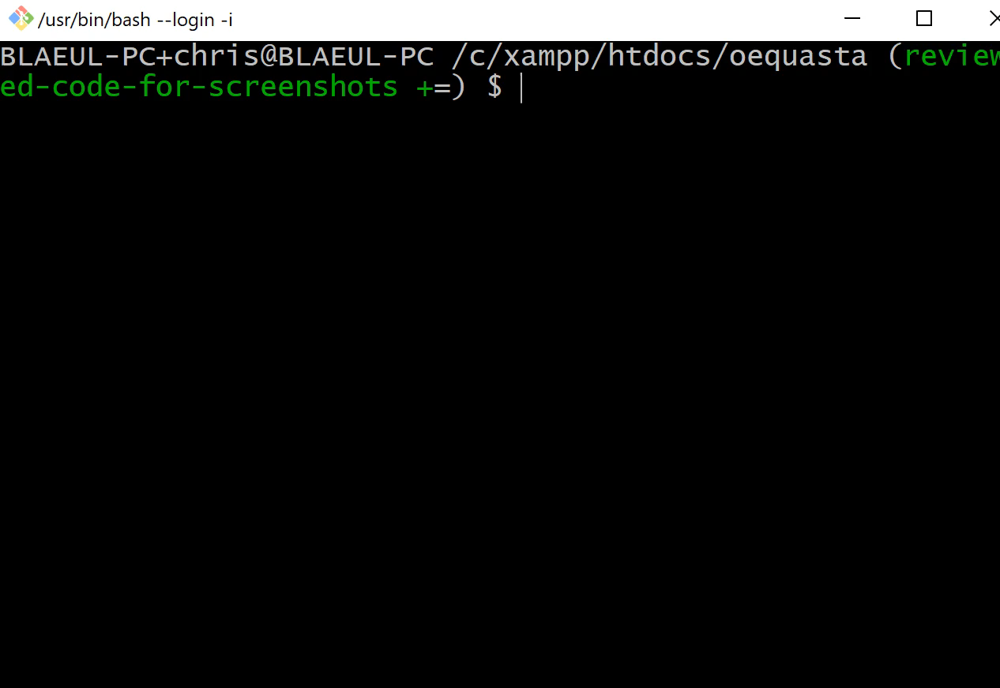 /usr/bin/bash --login -i
BLAEUL-PC+chris@BLAEUL-PC /c/xampp/htdocs/oequasta (review
ed-code-for-screenshots +=) $